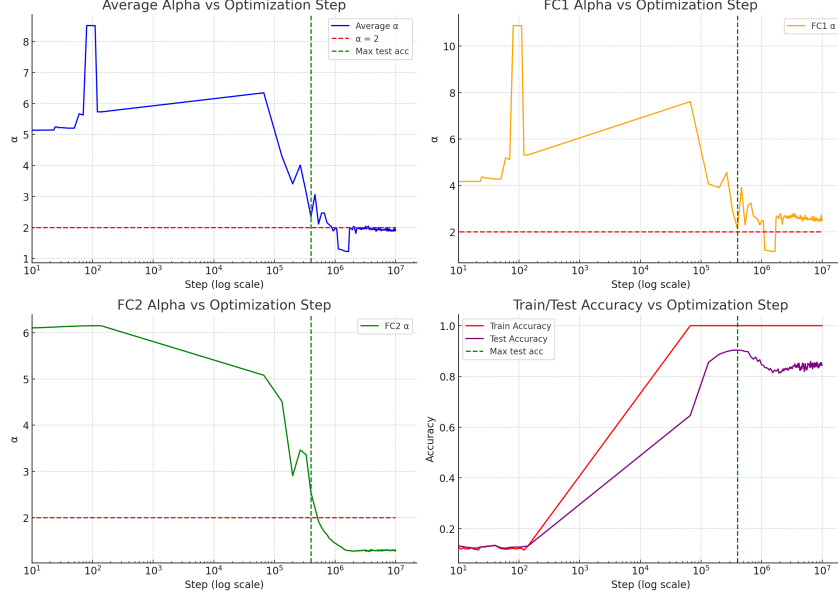 Average Alpha vs Optimization Step
α
8
7
6
5
4
3
2
1
Average α
α = 2
Max test acc
10¹ 10² 10³ 10⁴ 10⁵ 10⁶ 10⁷
Step (log scale)
FC1 Alpha vs Optimization Step
α
10
8
6
4
2
FC1 α
10¹ 10² 10³ 10⁴ 10⁵ 10⁶ 10⁷
Step (log scale)
FC2 Alpha vs Optimization Step
α
6
5
4
3
2
1
FC2 α
10¹ 10² 10³ 10⁴ 10⁵ 10⁶ 10⁷
Step (log scale)
Train/Test Accuracy vs Optimization Step
Accuracy
1.0
0.8
0.6
0.4
0.2
Train Accuracy
Test Accuracy
Max test acc
10¹ 10² 10³ 10⁴ 10⁵ 10⁶ 10⁷
Step (log scale)